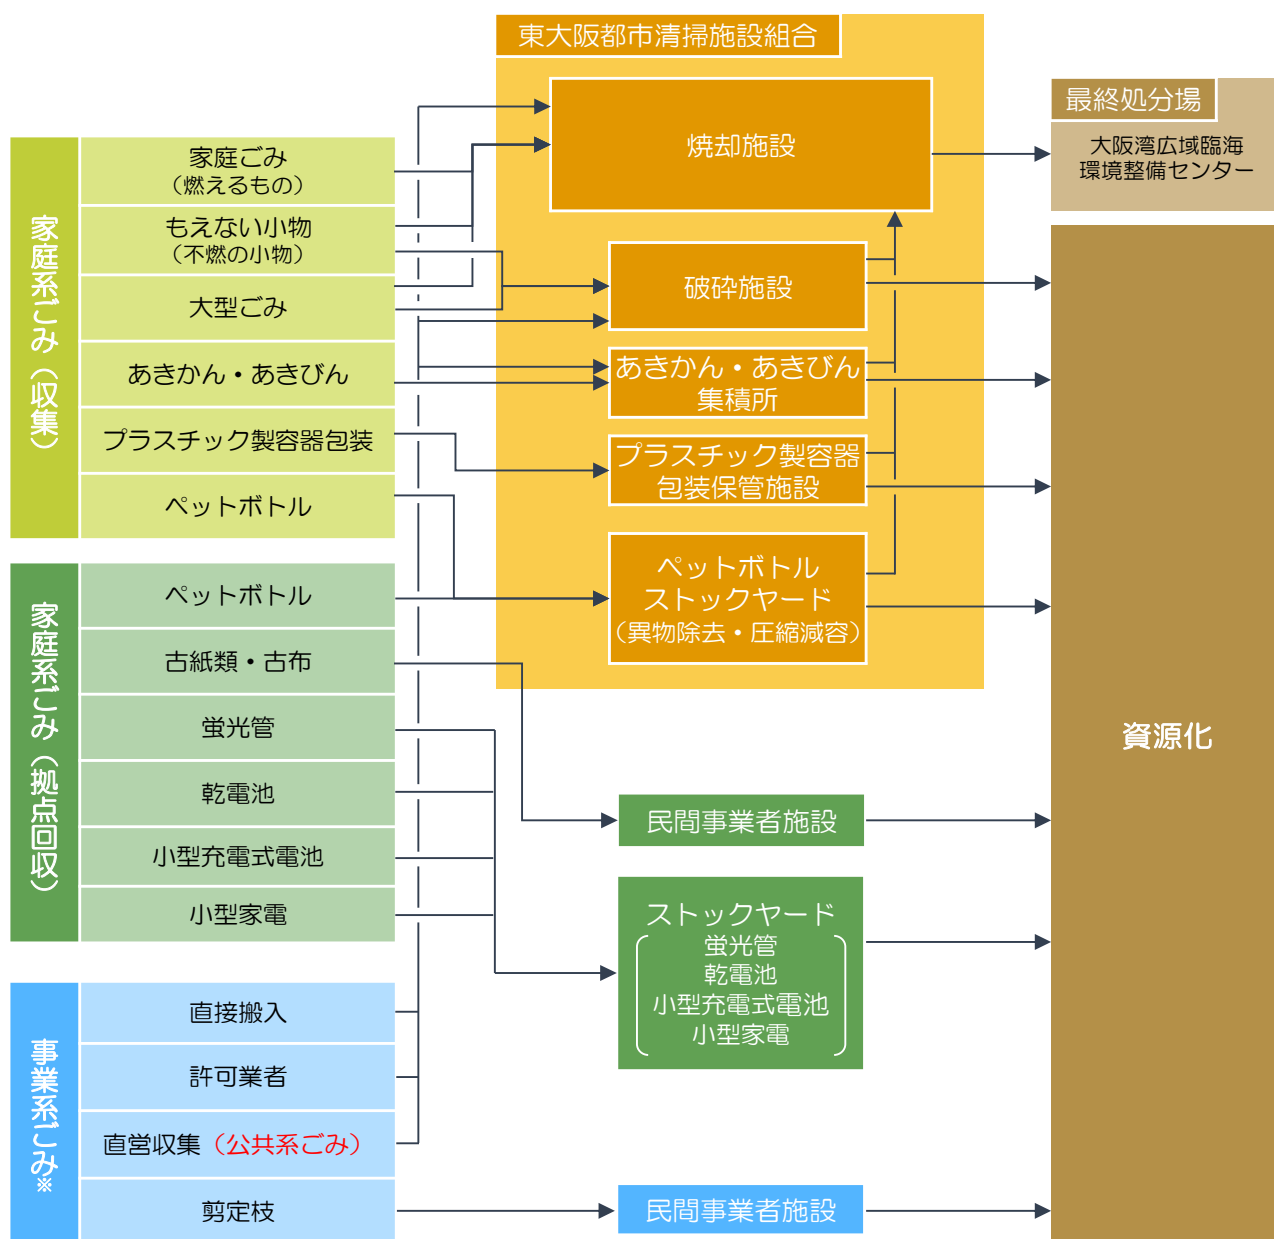 東大阪都市清掃施設組合
焼却施設
最終処分場
大阪湾広域臨海
環境整備センター
家庭系ごみ（収集）
家庭ごみ
（燃えるもの）
もえない小物
（不燃の小物）
大型ごみ
あきかん・あきびん
プラスチック製容器包装
ペットボトル
破砕施設
あきかん・あきびん
集積所
プラスチック製容器
包装保管施設
ペットボトル
ストックヤード
（異物除去・圧縮減容）
家庭系ごみ（拠点回収）
ペットボトル
古紙類・古布
蛍光管
乾電池
小型充電式電池
小型家電
民間事業者施設
ストックヤード
蛍光管
乾電池
小型充電式電池
小型家電
資源化
事業系ごみ※
直接搬入
許可業者
直営収集（公共系ごみ）
剪定枝
民間事業者施設